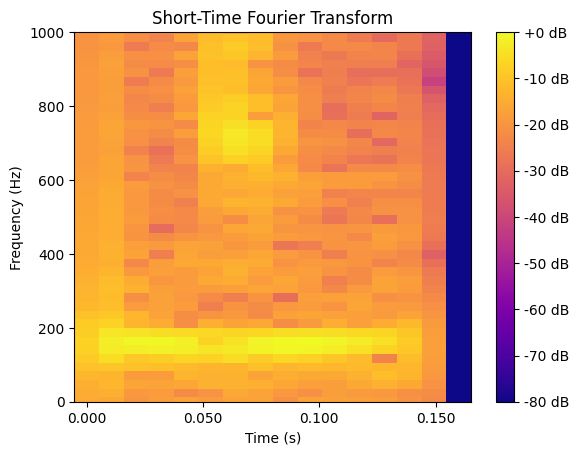 Short-Time Fourier Transform
Frequency (Hz)
1000
800
600
400
200
0
0.000
0.050
0.100
0.150
Time (s)
+0 dB
-10 dB
-20 dB
-30 dB
-40 dB
-50 dB
-60 dB
-70 dB
-80 dB